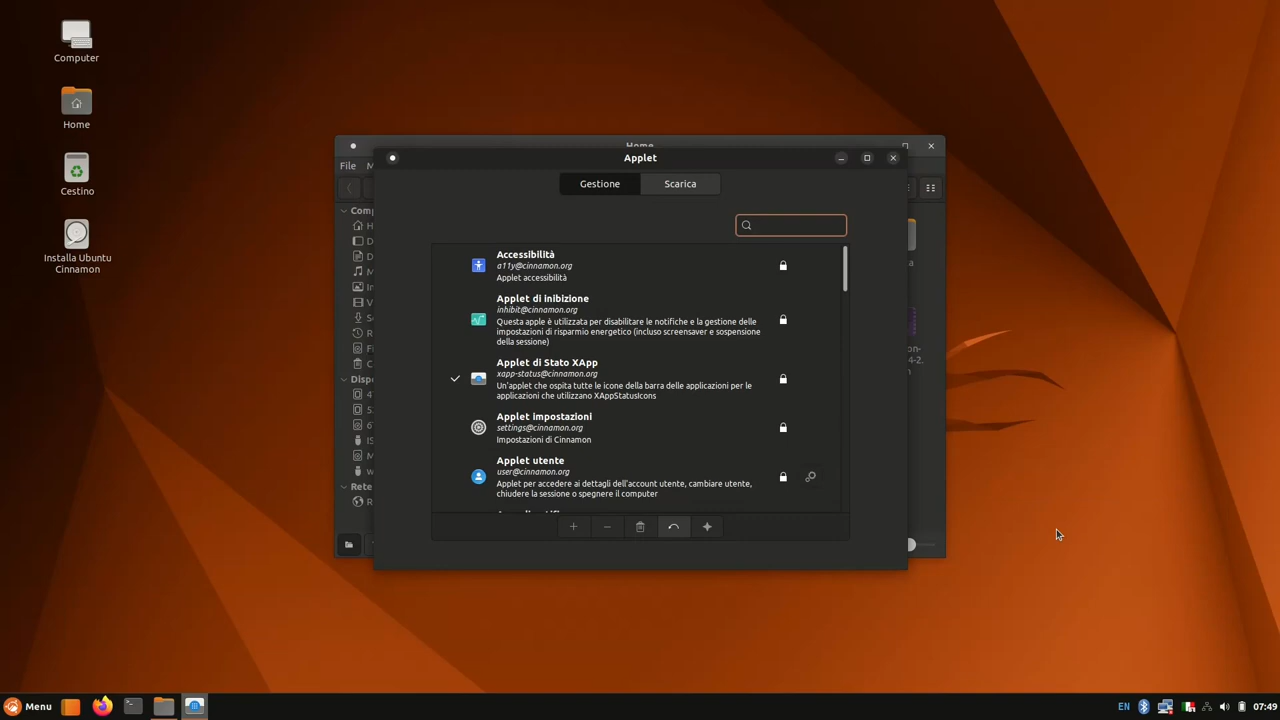 Computer
Home
Cestino
Installa Ubuntu
Cinnamon
Home
File
Applet
Gestione
Scarica
Accessibilità
a11y@cinnamon.org
Applet accessibilità
Applet di inibizione
inhibit@cinnamon.org
Questa apple è utilizzata per disabilitare le notifiche e la gestione delle
impostazioni di risparmio energetico (incluso screensaver e sospensione
della sessione)
Applet di Stato XApp
xapp-status@cinnamon.org
Un'applet che ospita tutte le icone della barra delle applicazioni per le
applicazioni che utilizzano XAppStatusIcons
Applet impostazioni
settings@cinnamon.org
Impostazioni di Cinnamon
Applet utente
user@cinnamon.org
Applet per accedere ai dettagli dell'account utente, cambiare utente,
chiudere la sessione o spegnere il computer
Menu
EN
07:49